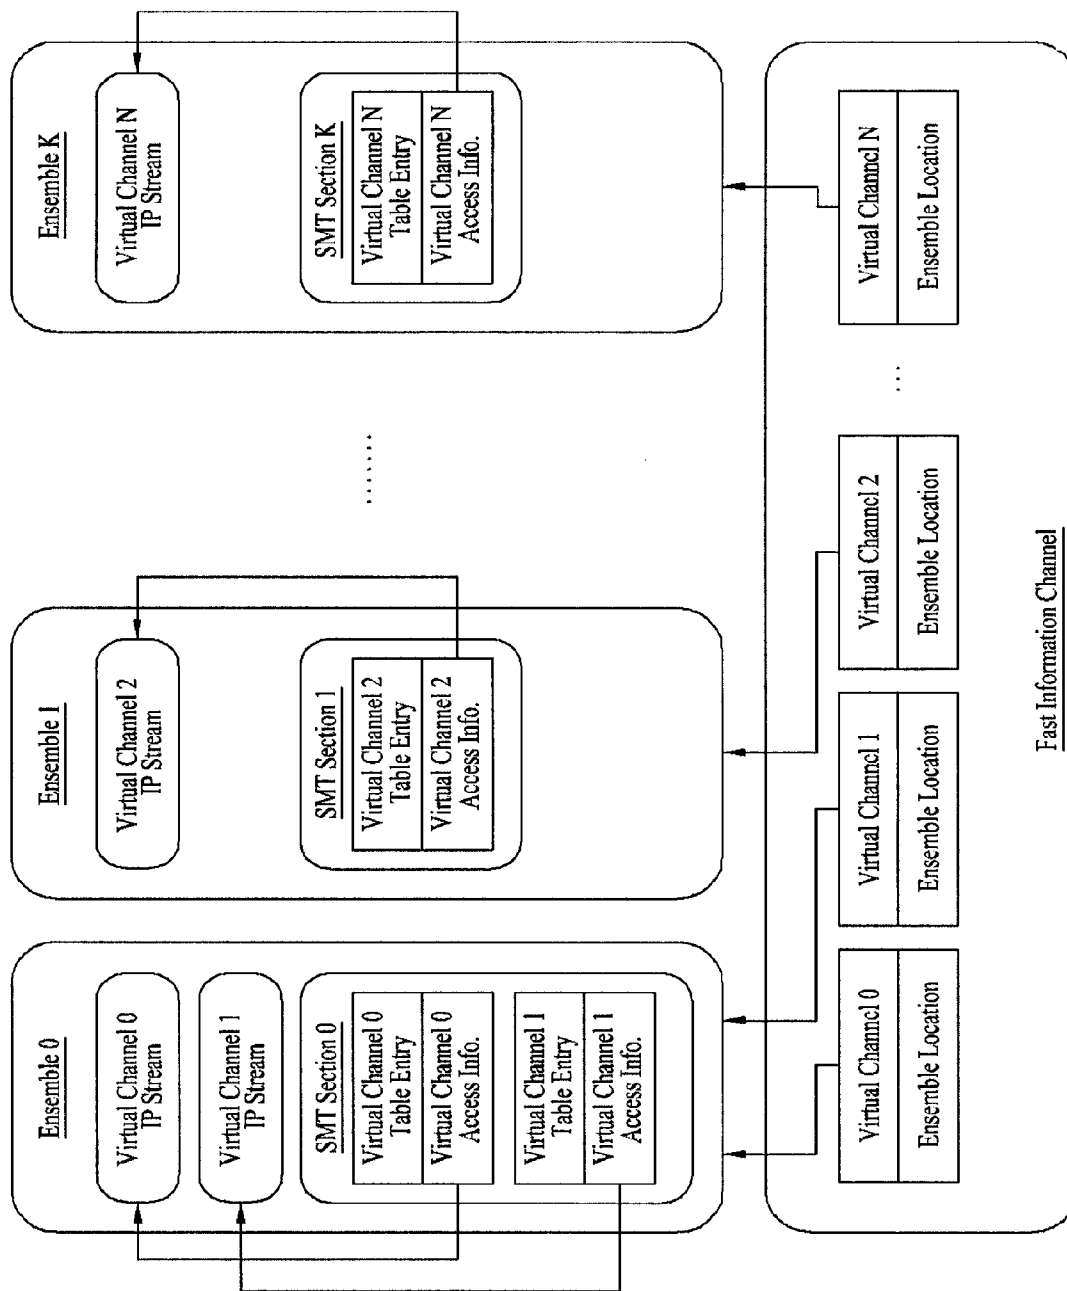 Ensemble 0
Virtual Channel 0
IP Stream
Virtual Channel 1
IP Stream
SMT Section 0
Virtual Channel 0
Table Entry
Virtual Channel 0
Access Info.
Virtual Channel 1
Table Entry
Virtual Channel 1
Access Info.
Ensemble 1
Virtual Channel 2
IP Stream
SMT Section 1
Virtual Channel 2
Table Entry
Virtual Channel 2
Access Info.
.......
Ensemble K
Virtual Channel N
IP Stream
SMT Section K
Virtual Channel N
Table Entry
Virtual Channel N
Access Info.
Virtual Channel 0
Ensemble Location
Virtual Channel 1
Ensemble Location
Virtual Channel 2
Ensemble Location
...
Virtual Channel N
Ensemble Location
Fast Information Channel